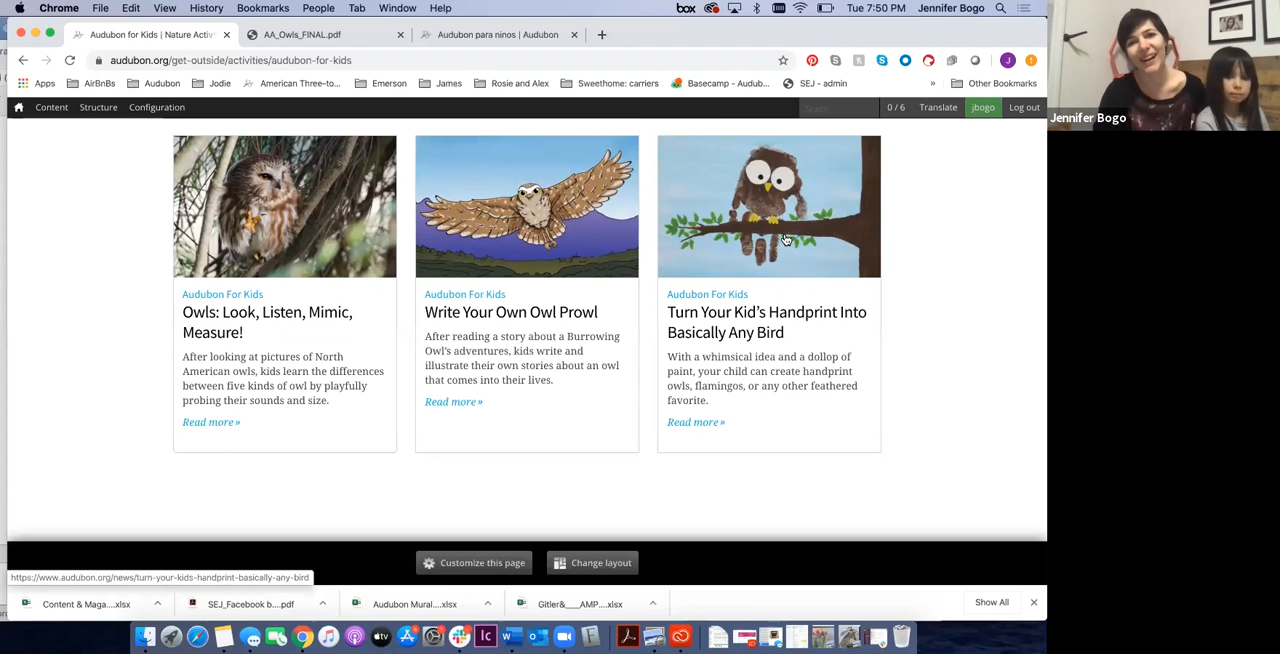 Chrome File Edit View History Bookmarks People Tab Window Help box Tue 7:50 PM Jennifer Bogo
Audubon for Kids | Nature Activ
AA_Owls_FINAL.pdf
Audubon para ninos | Audubon
audubon.org/get-outside/activities/audubon-for-kids
Apps AirBnBs Audubon Jodie American Three-to... Emerson James Rosie and Alex Sweethome: carriers Basecamp - Audub... SEJ - admin » Other Bookmarks
Content Structure Configuration 0 / 6 Translate jbogo Log out
Jennifer Bogo
Audubon For Kids
Owls: Look, Listen, Mimic,
Measure!
After looking at pictures of North
American owls, kids learn the differences
between five kinds of owl by playfully
probing their sounds and size.
Read more »
Audubon For Kids
Write Your Own Owl Prowl
After reading a story about a Burrowing
Owl's adventures, kids write and
illustrate their own stories about an owl
that comes into their lives.
Read more »
Audubon For Kids
Turn Your Kid's Handprint Into
Basically Any Bird
With a whimsical idea and a dollop of
paint, your child can create handprint
owls, flamingos, or any other feathered
favorite.
Read more »
Customize this page Change layout
https://www.audubon.org/news/turn-your-kids-handprint-basically-any-bird
Content & Maga....xlsx SEJ_Facebook b....pdf Audubon Mural....xlsx Gitler&___AMP....xlsx Show All
tv Ic W F